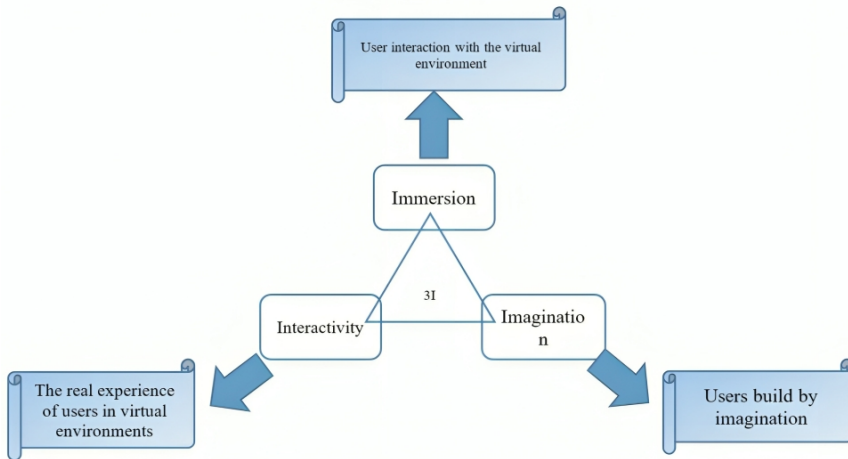 User interaction with the virtual
environment
Immersion
3I
Interactivity
Imaginatio
n
The real experience
of users in virtual
environments
Users build by
imagination